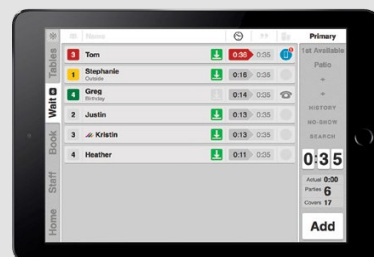 Name
Primary
Tables
Wait 6
Book
Staff
Home
3 Tom 0:36 0:35
1 Stephanie 0:16 0:35
Outside
4 Greg 0:14 0:35
Birthday
2 Justin 0:13 0:35
3 Kristin 0:13 0:35
4 Heather 0:11 0:35
1st Available
Patio
HISTORY
NO-SHOW
SEARCH
0:35
Actual 0:00
Parties 6
Covers 17
Add